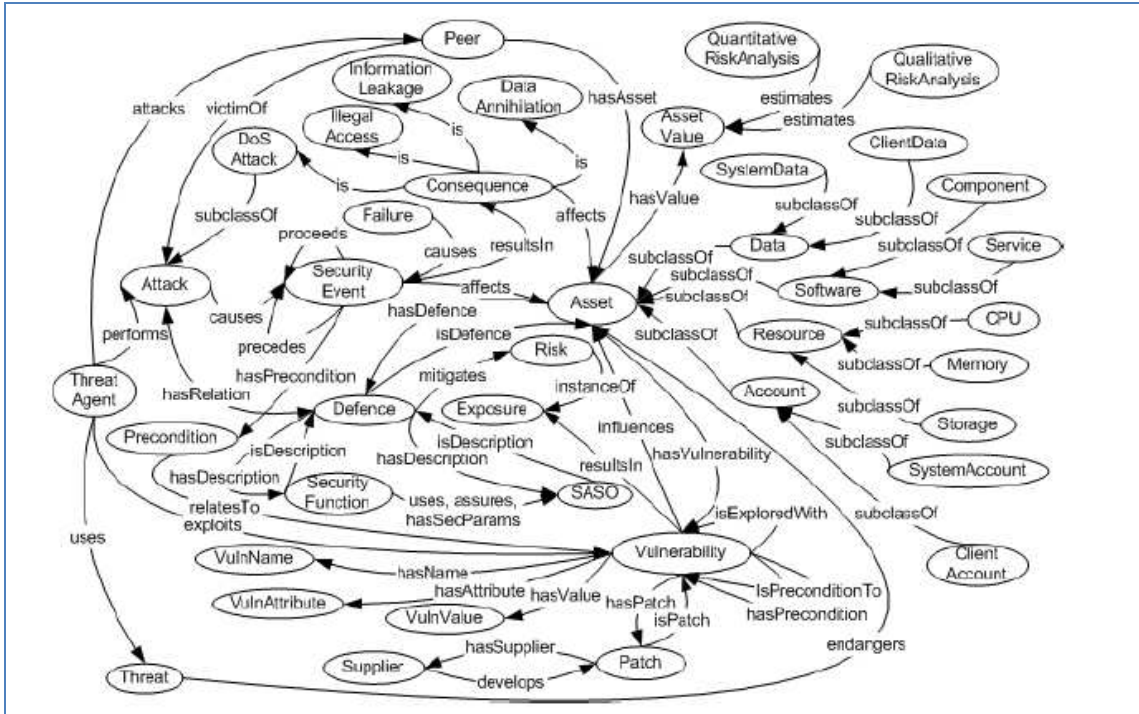 Peer
Quantitative
RiskAnalysis
Qualitative
RiskAnalysis
Information
Leakage
Data
Annihilation
attacks
victimOf
hasAsset
estimates
estimates
Illegal
Access
Asset
Value
DoS
Attack
is
is
is
is
ClientData
SystemData
Consequence
Component
hasValue
subclassOf
Failure
affects
subclassOf
subclassOf
proceeds
causes
resultsIn
Data
subclassOf
Service
Attack
Security
Event
subclassOf
subclassOf
Software
subclassOf
causes
affects
Asset
subclassOf
hasDefence
isDefence
subclassOf
Resource
subclassOf
CPU
performs
precedes
Risk
hasPrecondition
mitigates
instanceOf
subclassOf
Memory
Threat
Agent
hasRelation
Account
Defence
Exposure
subclassOf
Storage
Precondition
isDescription
isDescription
influences
subclassOf
hasDescription
hasVulnerability
SystemAccount
hasDescription
resultsIn
Security
Function
uses, assures,
hasSecParams
SASO
relatesTo
isExploredWith
subclassOf
exploits
uses
VulnName
Vulnerability
Client
Account
hasName
hasAttribute
hasValue
IsPreconditionTo
VulnAttribute
hasPatch
hasPrecondition
VulnValue
isPatch
hasSupplier
endangers
Supplier
Patch
Threat
develops